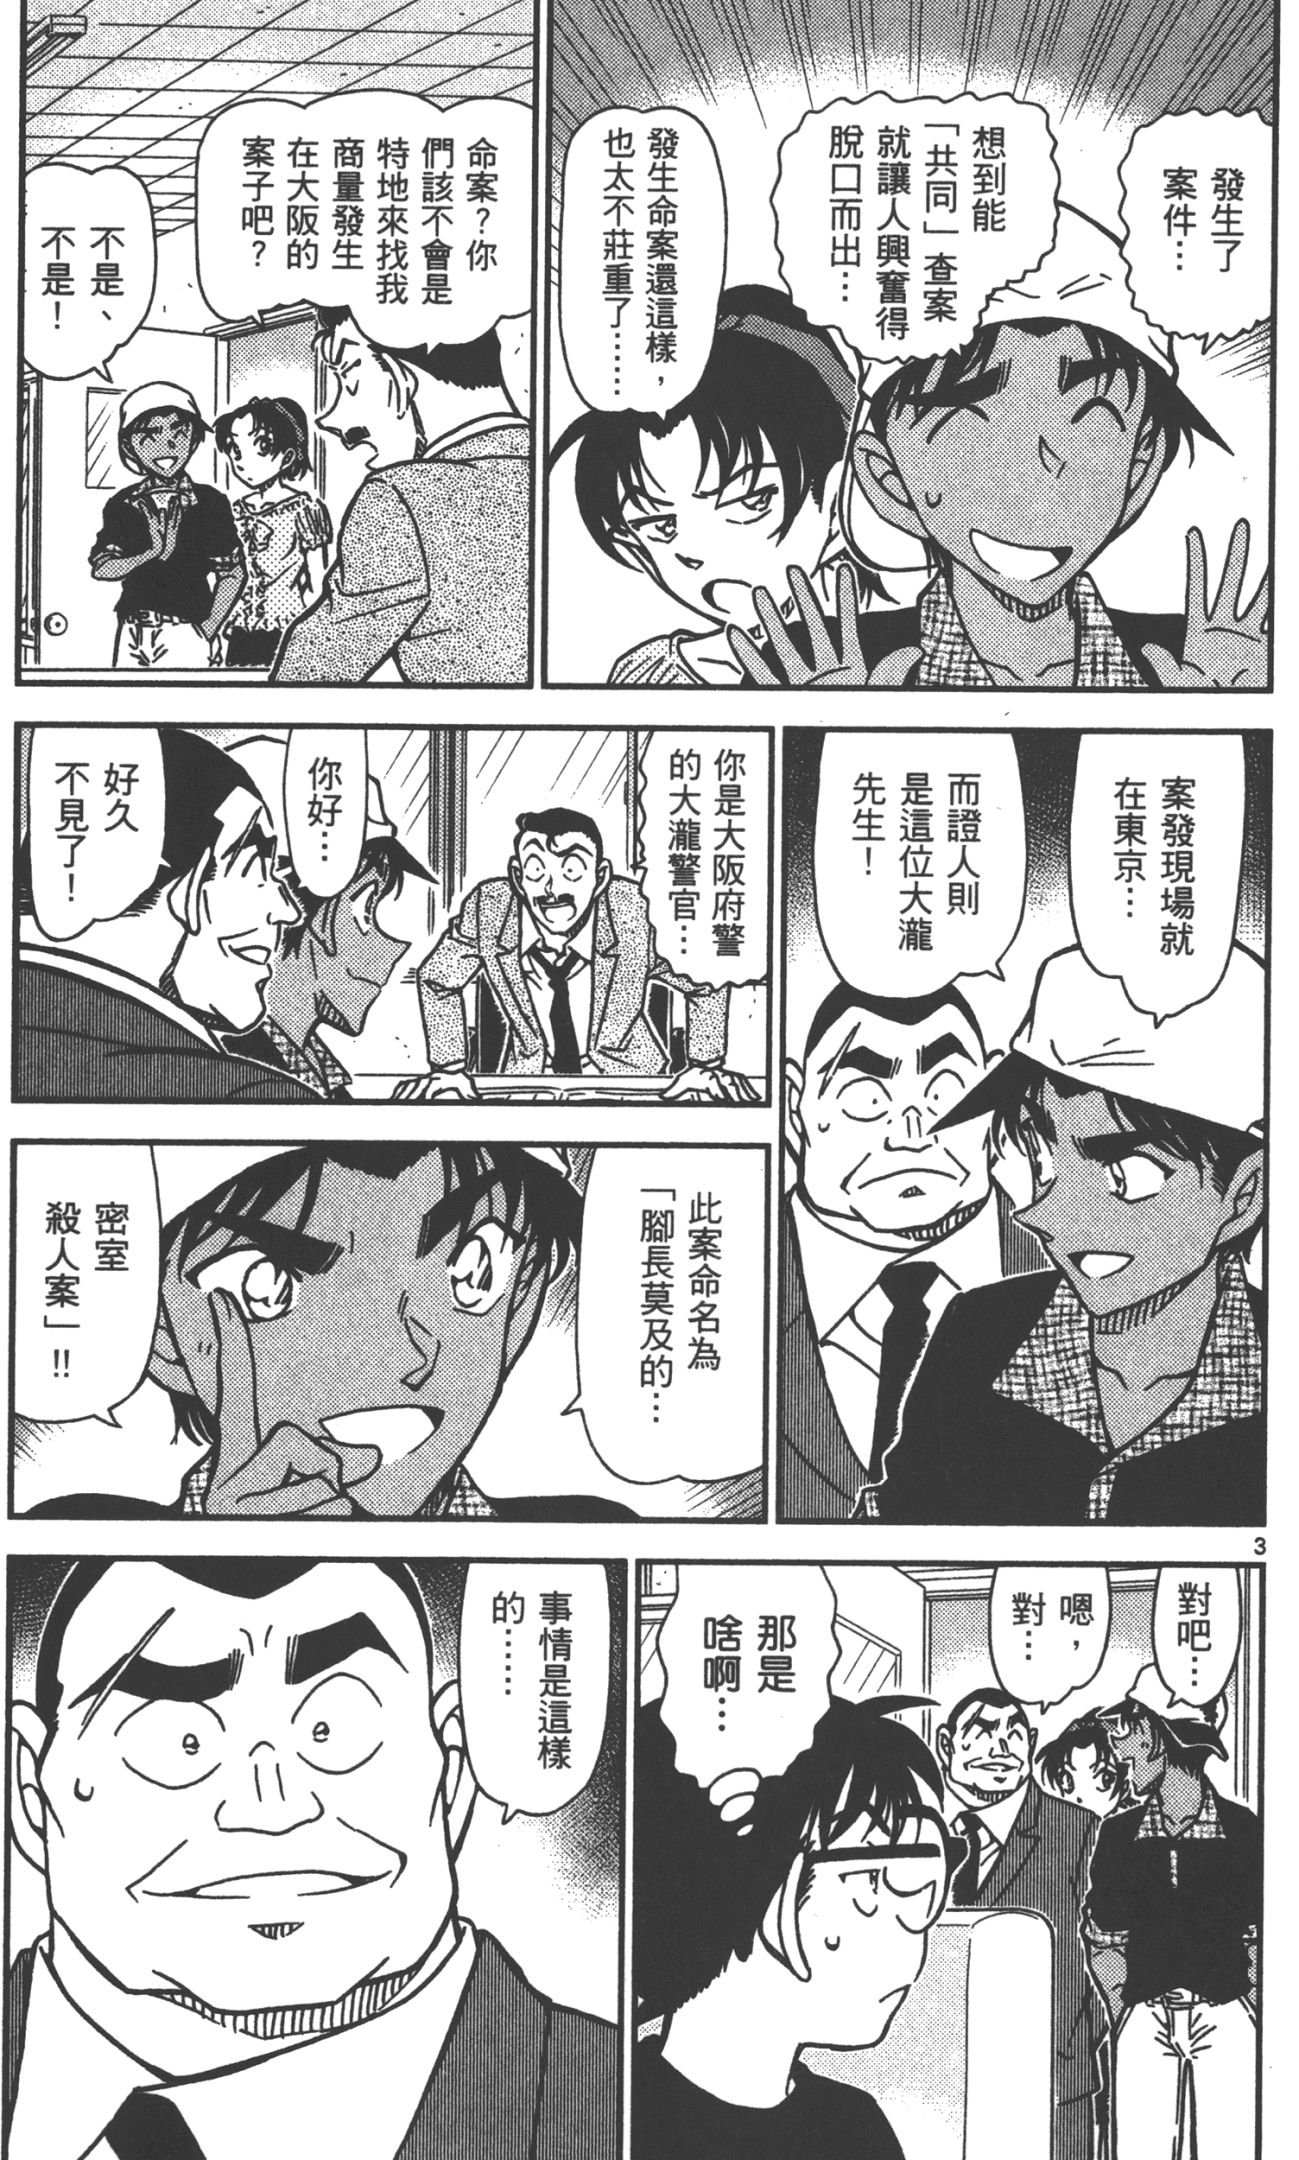 發生了
案件…
想到能
「共同」查案
就讓人興奮得
脫口而出…
發生命案還這樣，
也太不莊重了……
命案？你
們該不會是
特地來找我
商量發生
在大阪的
案子吧？
不是、
不是！
案發現場就
在東京…
而證人則
是這位大瀧
先生！
你是大阪府警
的大瀧警官…
你好…
好久
不見了！
此案命名為
「腳長莫及的…
密室
殺人案」!!
3
對吧…
嗯，
對…
那是
啥啊…
事情是這樣
的……